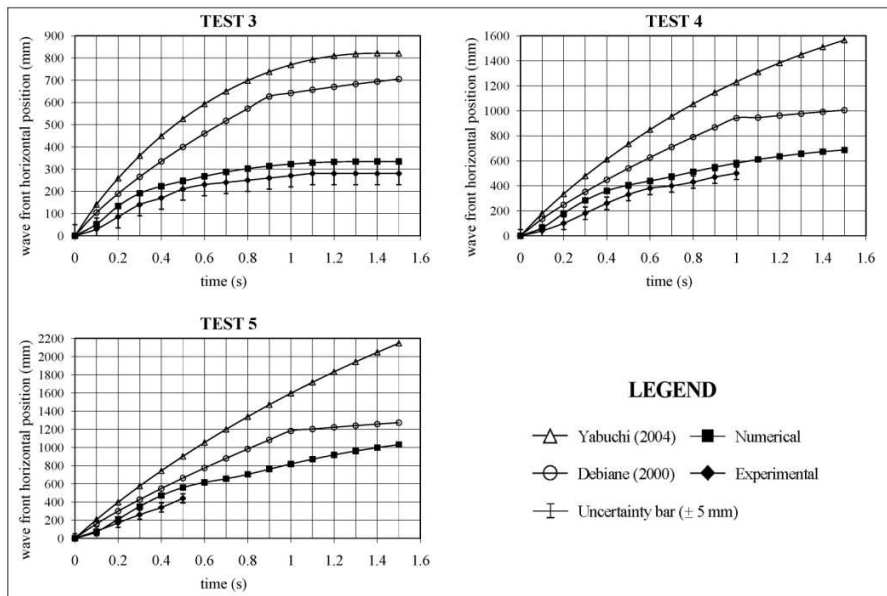 TEST 3
wave front horizontal position (mm)
900
800
700
600
500
400
300
200
100
0
0 0.2 0.4 0.6 0.8 1 1.2 1.4 1.6
time (s)
TEST 4
wave front horizontal position (mm)
1600
1400
1200
1000
800
600
400
200
0
0 0.2 0.4 0.6 0.8 1 1.2 1.4 1.6
time (s)
TEST 5
wave front horizontal position (mm)
2200
2000
1800
1600
1400
1200
1000
800
600
400
200
0
0 0.2 0.4 0.6 0.8 1 1.2 1.4 1.6
time (s)
LEGEND
Yabuchi (2004)
Numerical
Debiane (2000)
Experimental
Uncertainty bar (± 5 mm)